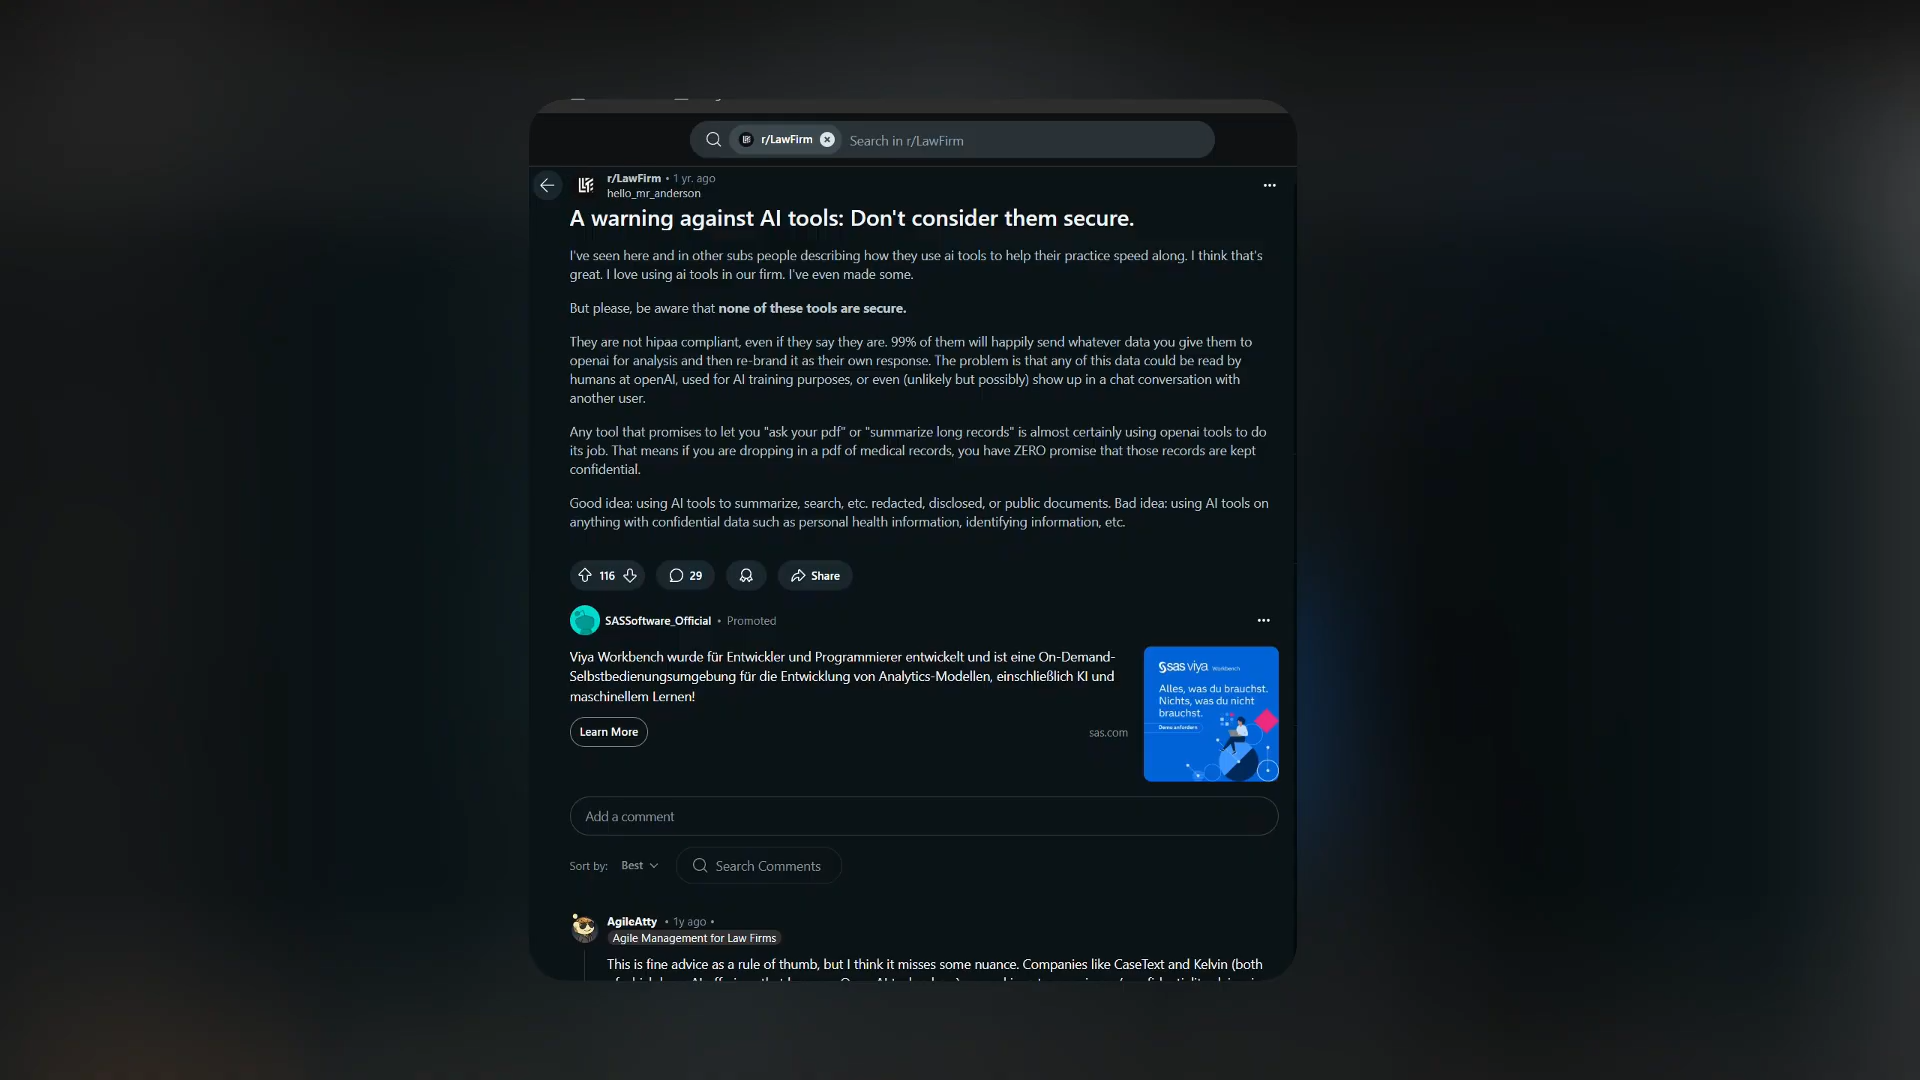 r/LawFirm
Search in r/LawFirm
r/LawFirm • 1 yr. ago
hello_mr_anderson
A warning against AI tools: Don't consider them secure.
I've seen here and in other subs people describing how they use ai tools to help their practice speed along. I think that's
great. I love using ai tools in our firm. I've even made some.
But please, be aware that none of these tools are secure.
They are not hipaa compliant, even if they say they are. 99% of them will happily send whatever data you give them to
openai for analysis and then re-brand it as their own response. The problem is that any of this data could be read by
humans at openAI, used for AI training purposes, or even (unlikely but possibly) show up in a chat conversation with
another user.
Any tool that promises to let you "ask your pdf" or "summarize long records" is almost certainly using openai tools to do
its job. That means if you are dropping in a pdf of medical records, you have ZERO promise that those records are kept
confidential.
Good idea: using AI tools to summarize, search, etc. redacted, disclosed, or public documents. Bad idea: using AI tools on
anything with confidential data such as personal health information, identifying information, etc.
116
29
Share
SASSoftware_Official • Promoted
Viya Workbench wurde für Entwickler und Programmierer entwickelt und ist eine On-Demand-
Selbstbedienungsumgebung für die Entwicklung von Analytics-Modellen, einschließlich KI und
maschinellem Lernen!
Learn More
sas.com
sas viya Workbench
Alles, was du brauchst.
Nichts, was du nicht
brauchst.
Demo anfordern
Add a comment
Sort by: Best
Search Comments
AgileAtty • 1y ago •
Agile Management for Law Firms
This is fine advice as a rule of thumb, but I think it misses some nuance. Companies like CaseText and Kelvin (both